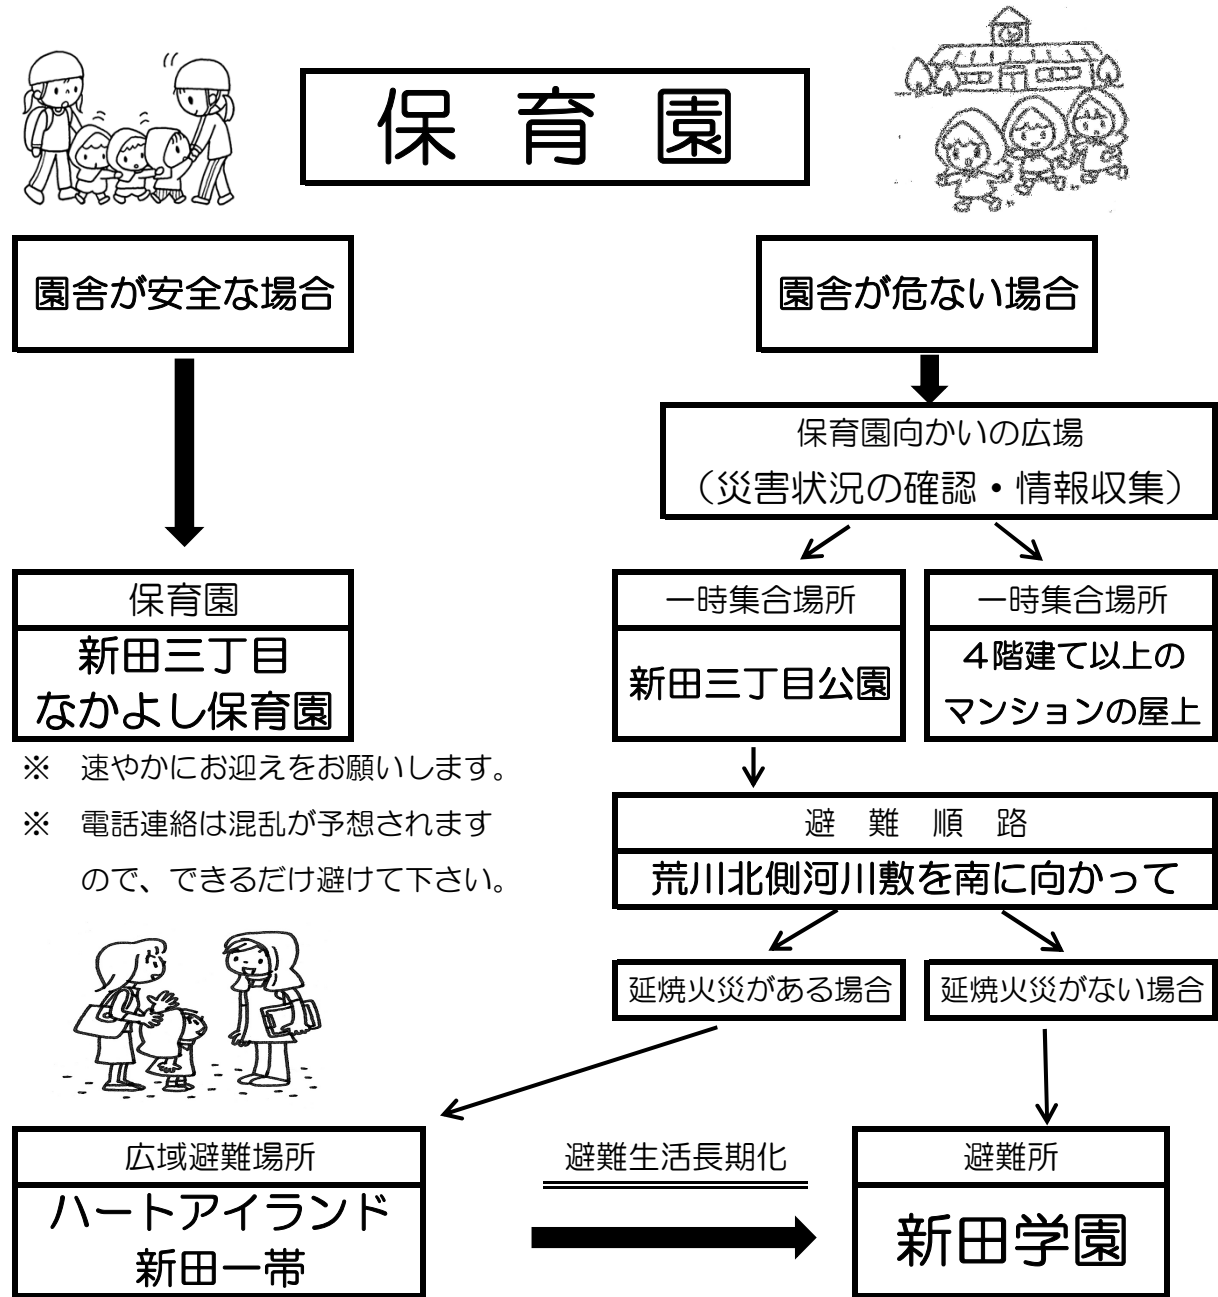 保 育 園
園舎が安全な場合
園舎が危ない場合
保育園向かいの広場
（災害状況の確認・情報収集）
保育園
新田三丁目
なかよし保育園
一時集合場所
新田三丁目公園
一時集合場所
４階建て以上の
マンションの屋上
※　速やかにお迎えをお願いします。
※　電話連絡は混乱が予想されます
ので、できるだけ避けて下さい。
避　難　順　路
荒川北側河川敷を南に向かって
延焼火災がある場合
延焼火災がない場合
広域避難場所
ハートアイランド
新田一帯
避難生活長期化
避難所
新田学園